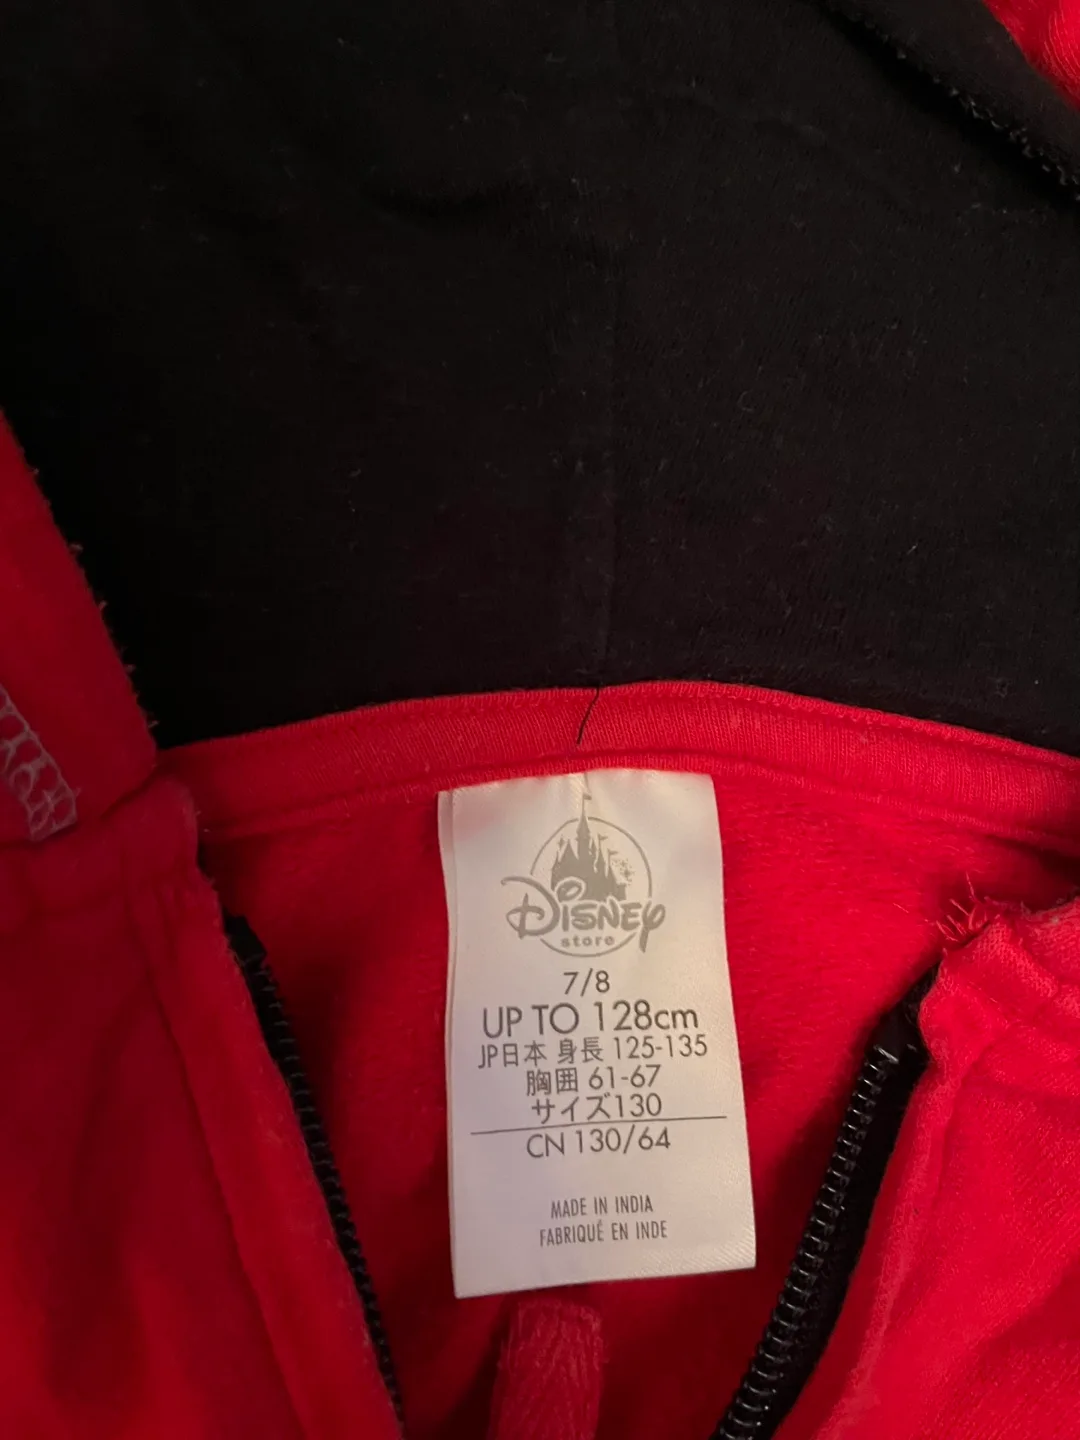 Disney
store
7/8
UP TO 128cm
JP日本 身長 125-135
胸囲 61-67
サイズ130
CN 130/64
MADE IN INDIA
FABRIQUÉ EN INDE